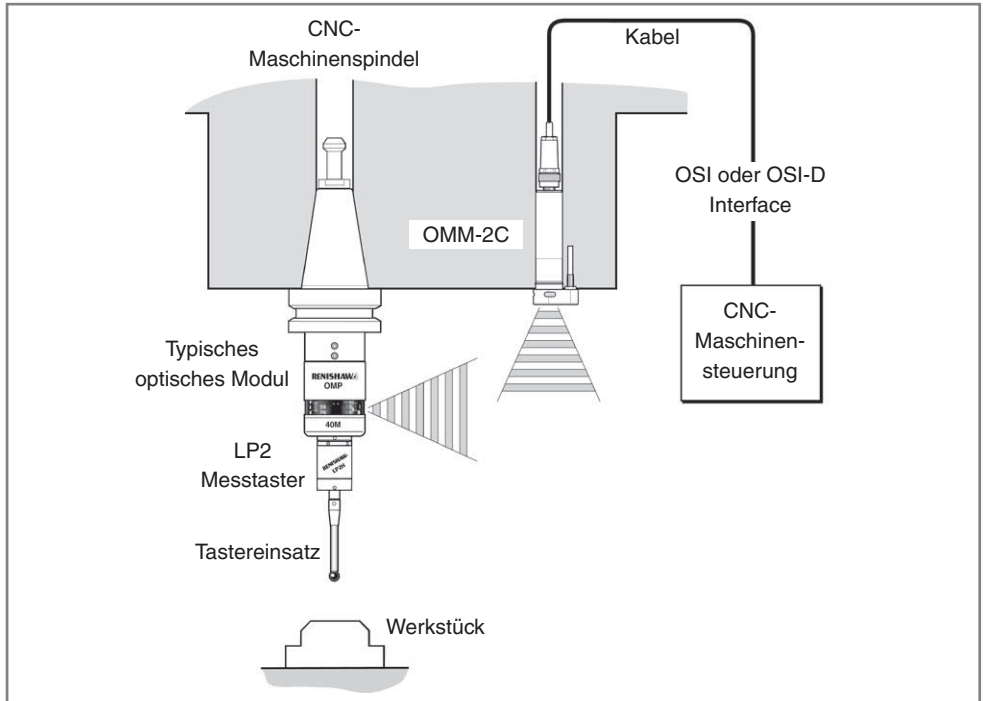 CNC-
Maschinenspindel
Kabel
OSI oder OSI-D
Interface
OMM-2C
CNC-
Maschinen-
steuerung
Typisches
optisches Modul
RENISHAW
OMP
40M
LP2
Messtaster
RENISHAW
LP2H
Tastereinsatz
Werkstück